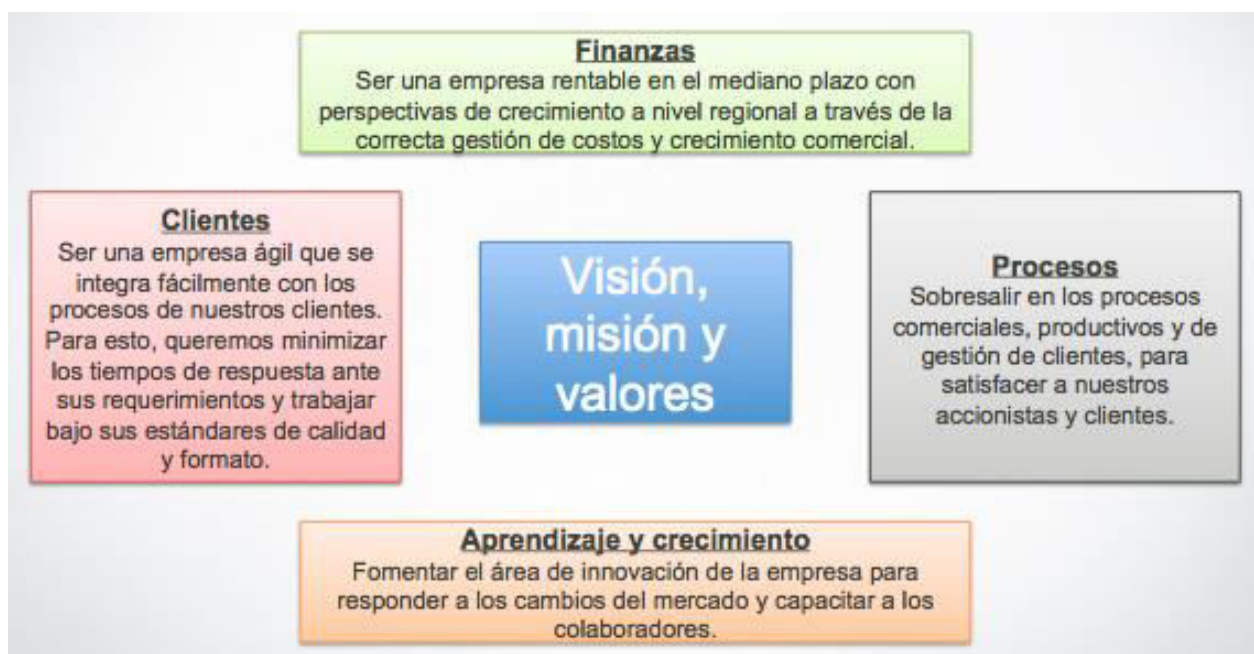 Finanzas
Ser una empresa rentable en el mediano plazo con
perspectivas de crecimiento a nivel regional a través de la
correcta gestión de costos y crecimiento comercial.
Clientes
Ser una empresa ágil que se
integra fácilmente con los
procesos de nuestros clientes.
Para esto, queremos minimizar
los tiempos de respuesta ante
sus requerimientos y trabajar
bajo sus estándares de calidad
y formato.
Visión,
misión y
valores
Procesos
Sobresalir en los procesos
comerciales, productivos y de
gestión de clientes, para
satisfacer a nuestros
accionistas y clientes.
Aprendizaje y crecimiento
Fomentar el área de innovación de la empresa para
responder a los cambios del mercado y capacitar a los
colaboradores.